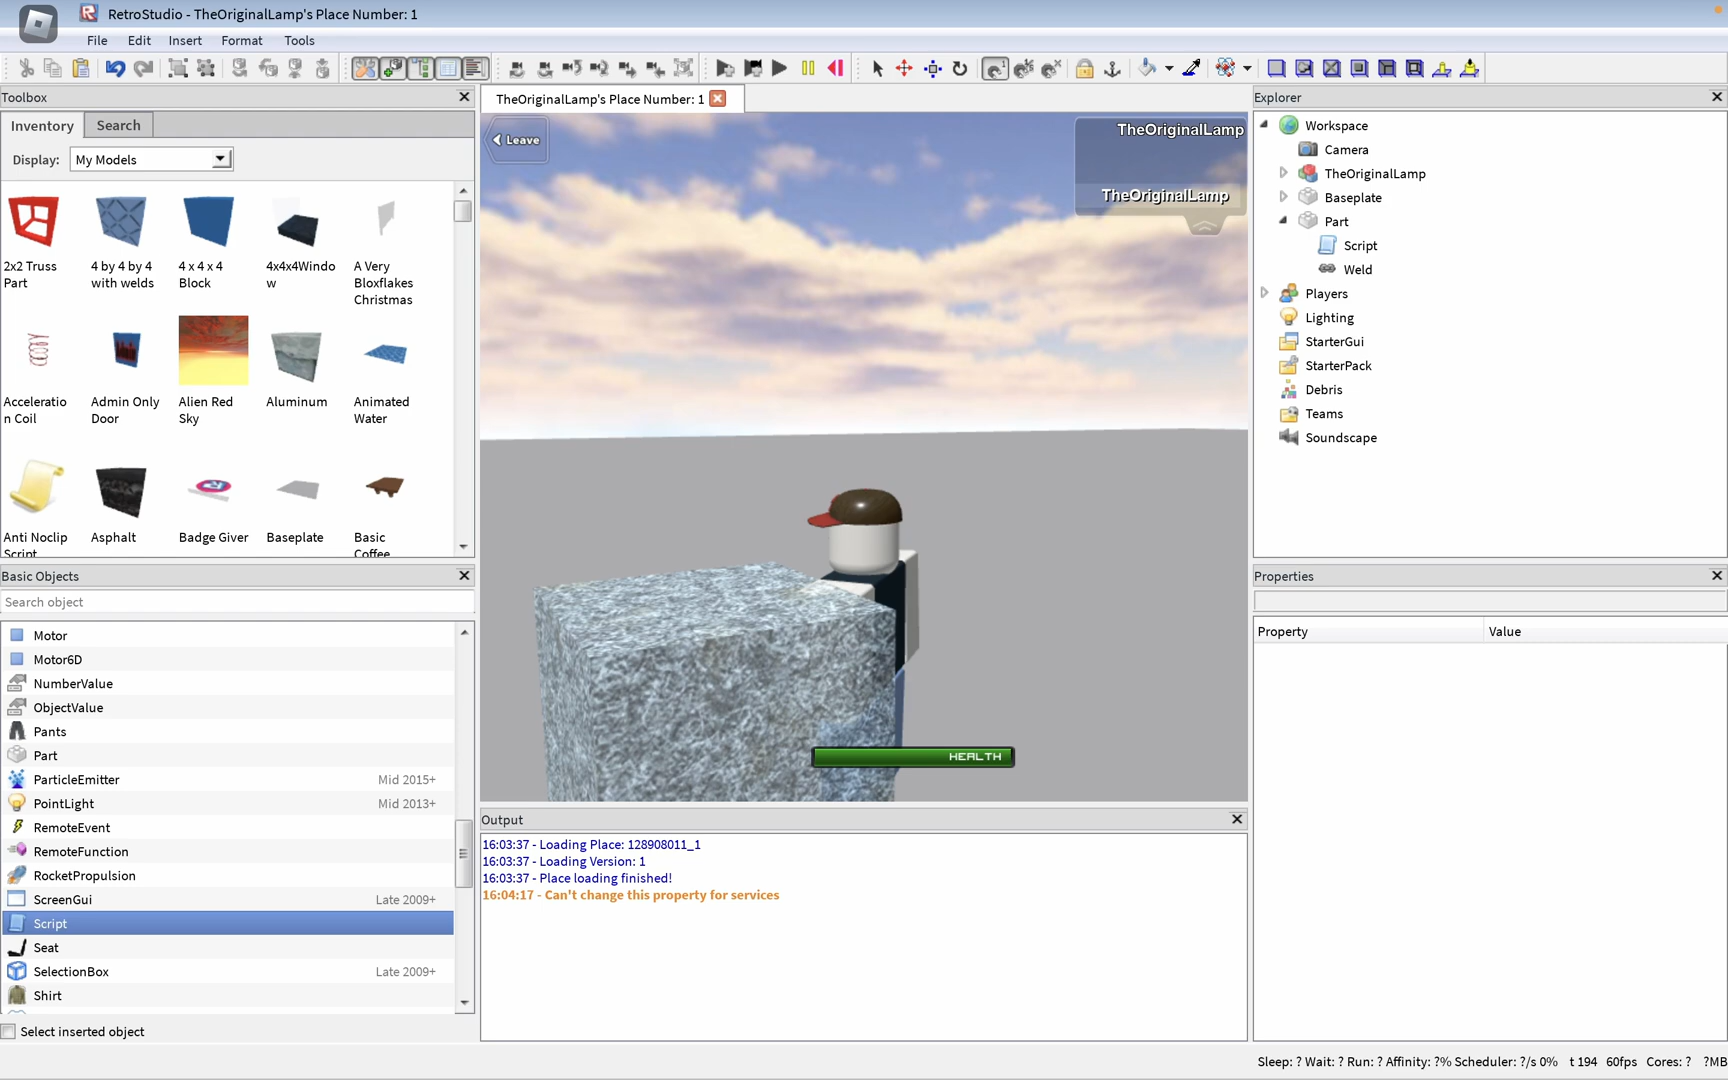 RetroStudio - TheOriginalLamp's Place Number: 1
File Edit Insert Format Tools
Toolbox
Inventory Search
Display: My Models
2x2 Truss Part
4 by 4 by 4 with welds
4 x 4 x 4 Block
4x4x4Window
A Very Bloxflakes Christmas
Acceleration Coil
Admin Only Door
Alien Red Sky
Aluminum
Animated Water
Anti Noclip Script
Asphalt
Badge Giver
Baseplate
Basic Coffee
Basic Objects
Search object
Motor
Motor6D
NumberValue
ObjectValue
Pants
Part
ParticleEmitter Mid 2015+
PointLight Mid 2013+
RemoteEvent
RemoteFunction
RocketPropulsion
ScreenGui Late 2009+
Script
Seat
SelectionBox Late 2009+
Shirt
Select inserted object
TheOriginalLamp's Place Number: 1
Leave
TheOriginalLamp
TheOriginalLamp
HEALTH
Output
16:03:37 - Loading Place: 128908011_1
16:03:37 - Loading Version: 1
16:03:37 - Place loading finished!
16:04:17 - Can't change this property for services
Explorer
Workspace
Camera
TheOriginalLamp
Baseplate
Part
Script
Weld
Players
Lighting
StarterGui
StarterPack
Debris
Teams
Soundscape
Properties
Property Value
Sleep: ? Wait: ? Run: ? Affinity: ?% Scheduler: ?/s 0% t 194 60fps Cores: ? ?MB